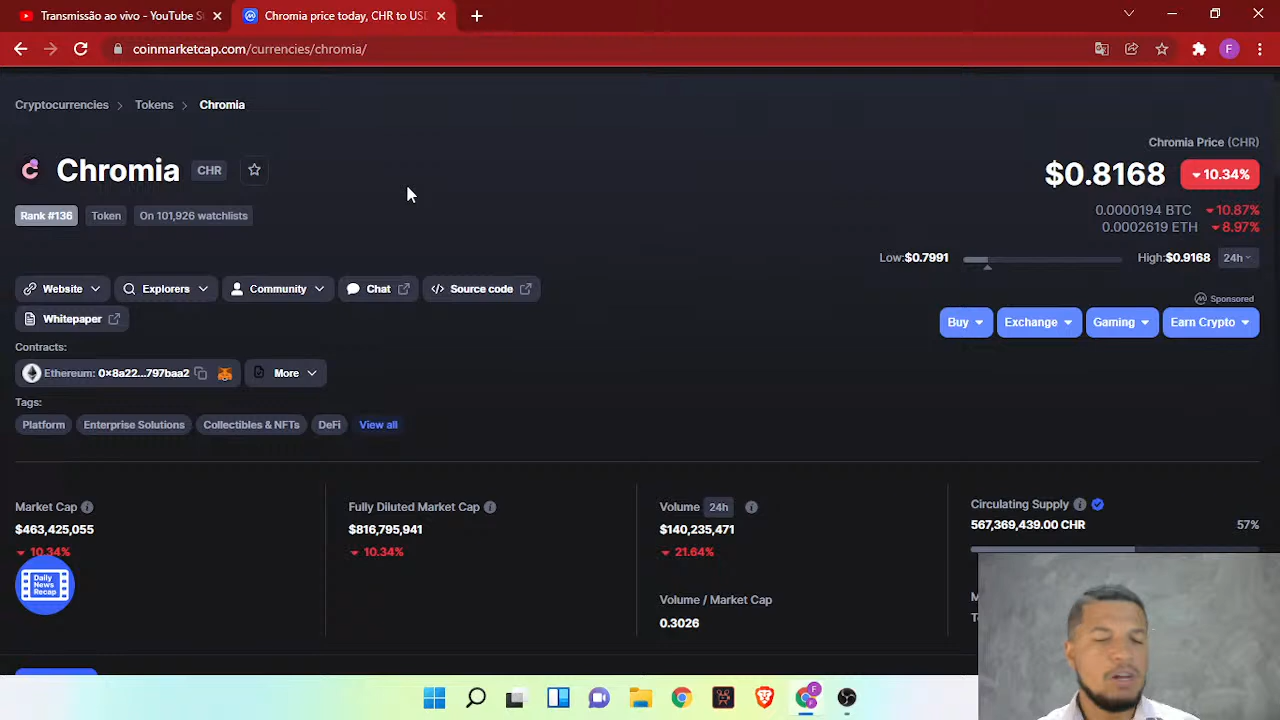 Transmissão ao vivo - YouTube S
Chromia price today, CHR to USD
coinmarketcap.com/currencies/chromia/
F
Cryptocurrencies > Tokens > Chromia
Chromia Price (CHR)
Chromia CHR
$0.8168 10.34%
Rank #136 Token On 101,926 watchlists
0.0000194 BTC 10.87%
0.0002619 ETH 8.97%
Low:$0.7991 High:$0.9168 24h
Website Explorers Community Chat Source code
Sponsored
Whitepaper
Buy Exchange Gaming Earn Crypto
Contracts:
Ethereum: 0x8a22...797baa2 More
Tags:
Platform Enterprise Solutions Collectibles & NFTs DeFi View all
Market Cap Fully Diluted Market Cap Volume 24h Circulating Supply
$463,425,055 $816,795,941 $140,235,471 567,369,439.00 CHR 57%
10.34% 10.34% 21.64%
Daily
News
Recap
Volume / Market Cap
0.3026